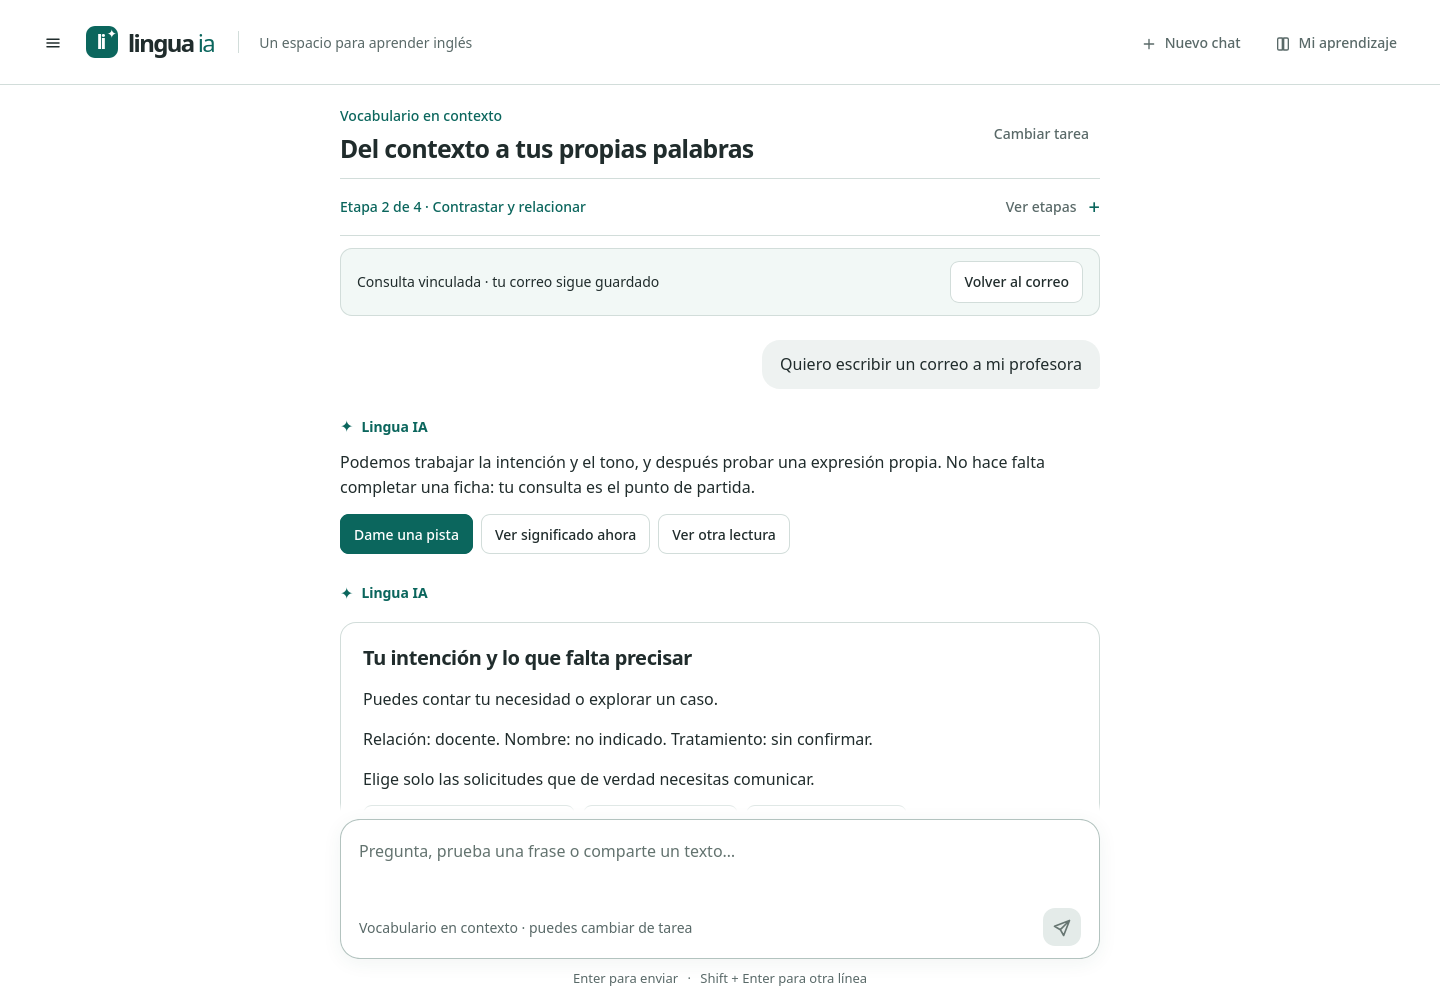 li
lingua ia
Un espacio para aprender inglés
Nuevo chat
Mi aprendizaje
Vocabulario en contexto
Del contexto a tus propias palabras
Cambiar tarea
Etapa 2 de 4 · Contrastar y relacionar
Ver etapas +
Consulta vinculada · tu correo sigue guardado
Volver al correo
Quiero escribir un correo a mi profesora
Lingua IA
Podemos trabajar la intención y el tono, y después probar una expresión propia. No hace falta
completar una ficha: tu consulta es el punto de partida.
Dame una pista
Ver significado ahora
Ver otra lectura
Lingua IA
Tu intención y lo que falta precisar
Puedes contar tu necesidad o explorar un caso.
Relación: docente. Nombre: no indicado. Tratamiento: sin confirmar.
Elige solo las solicitudes que de verdad necesitas comunicar.
Pregunta, prueba una frase o comparte un texto...
Vocabulario en contexto · puedes cambiar de tarea
Enter para enviar · Shift + Enter para otra línea